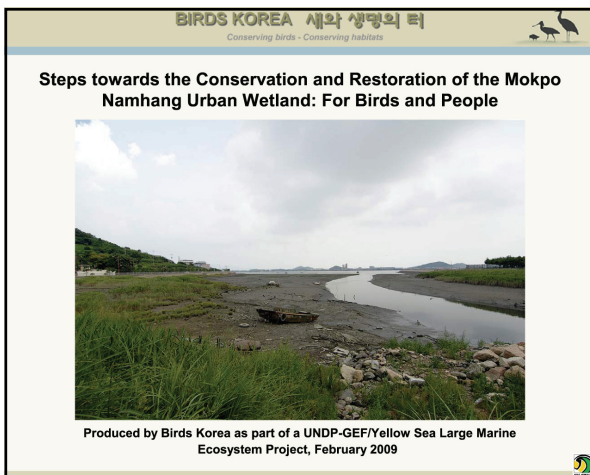 BIRDS KOREA 새와 생명의 터
Conserving birds - Conserving habitats
Steps towards the Conservation and Restoration of the Mokpo
Namhang Urban Wetland: For Birds and People
Produced by Birds Korea as part of a UNDP-GEF/Yellow Sea Large Marine
Ecosystem Project, February 2009